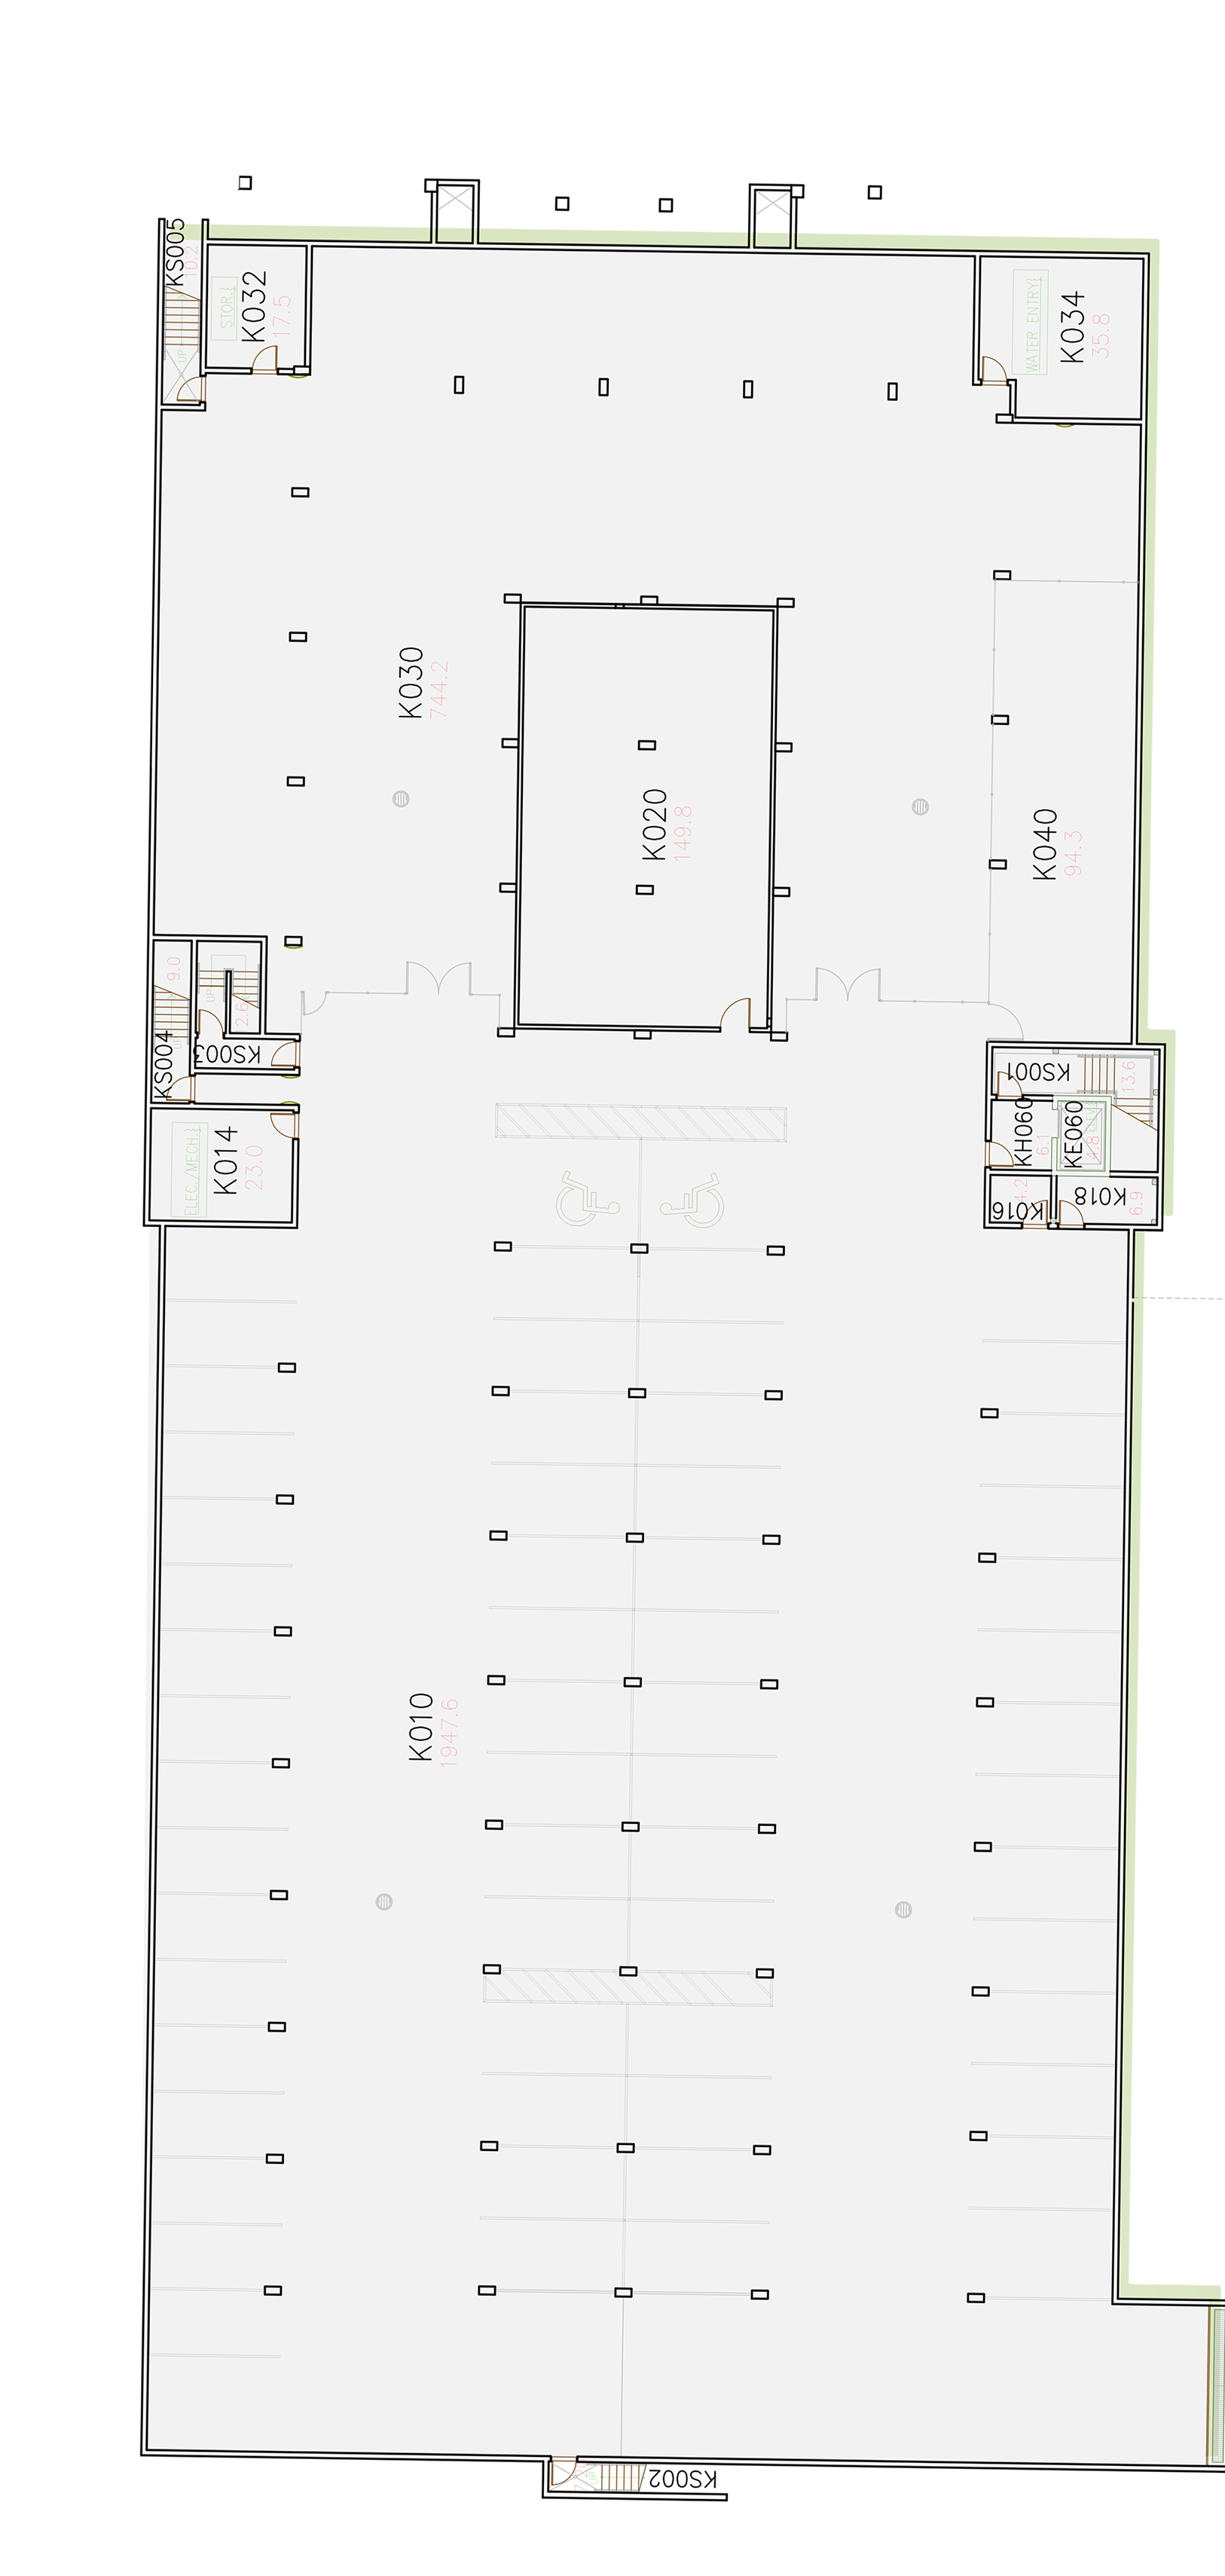 KS005
10.2
UP
STOR.
K032
17.5
WATER ENTRY
K034
35.8
K030
744.2
K020
149.8
K040
94.3
9.0
UP
UP
2.6
KS004
KS003
KS001
13.6
KH060
6.1
KE060
4.8
ELEC./MECH.
K014
23.0
K016
4.2
K018
6.9
K010
1947.6
UP
KS002